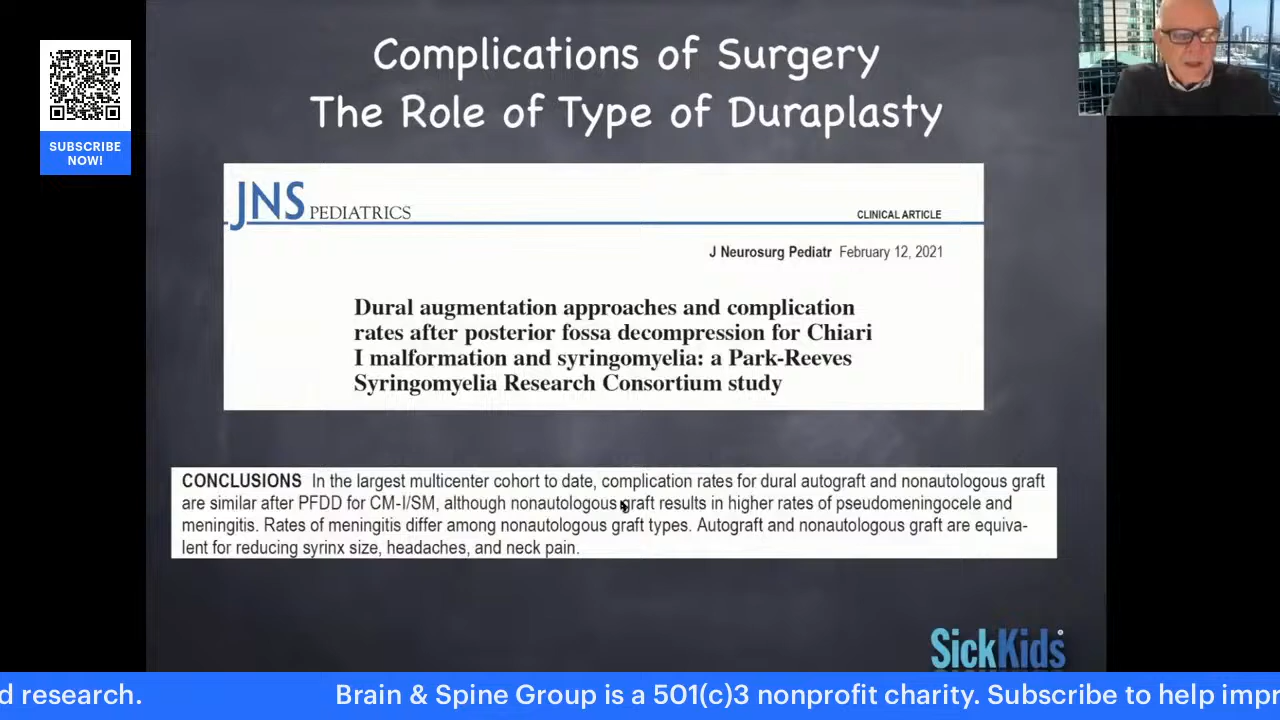 Complications of Surgery
The Role of Type of Duraplasty
SUBSCRIBE
NOW!
JNS PEDIATRICS
CLINICAL ARTICLE
J Neurosurg Pediatr February 12, 2021
Dural augmentation approaches and complication
rates after posterior fossa decompression for Chiari
I malformation and syringomyelia: a Park-Reeves
Syringomyelia Research Consortium study
CONCLUSIONS In the largest multicenter cohort to date, complication rates for dural autograft and nonautologous graft
are similar after PFDD for CM-I/SM, although nonautologous graft results in higher rates of pseudomeningocele and
meningitis. Rates of meningitis differ among nonautologous graft types. Autograft and nonautologous graft are equiva-
lent for reducing syrinx size, headaches, and neck pain.
SickKids
d research. Brain & Spine Group is a 501(c)3 nonprofit charity. Subscribe to help impr